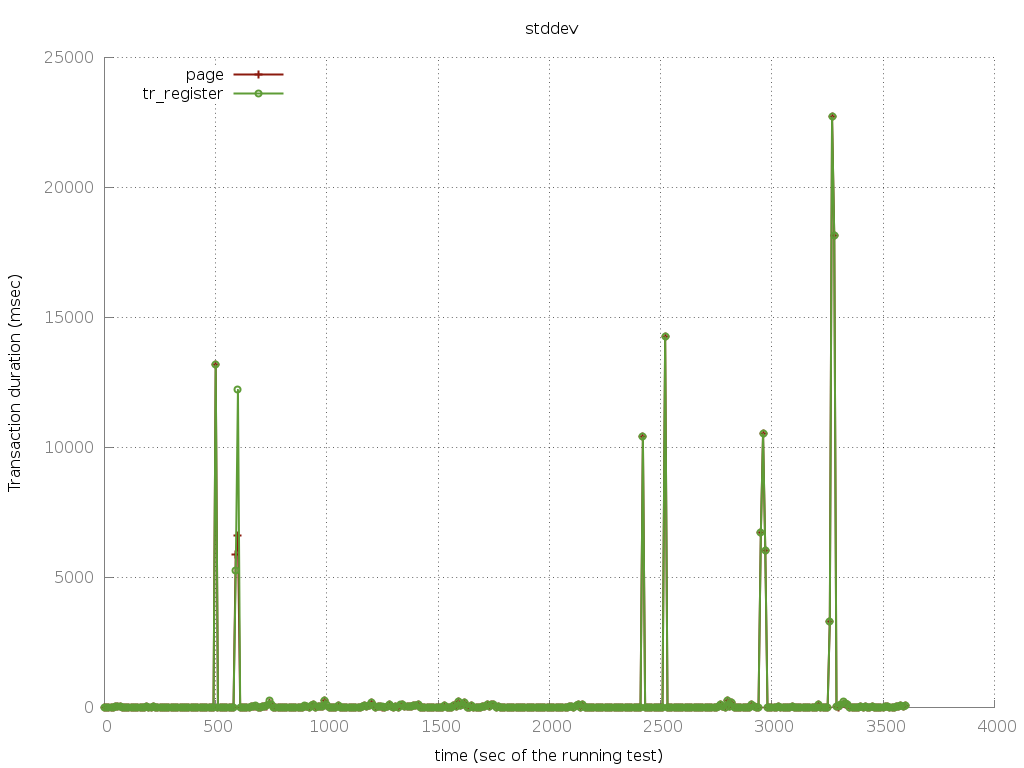 stddev
page
tr_register
Transaction duration (msec)
25000
20000
15000
10000
5000
0
0 500 1000 1500 2000 2500 3000 3500 4000
time (sec of the running test)